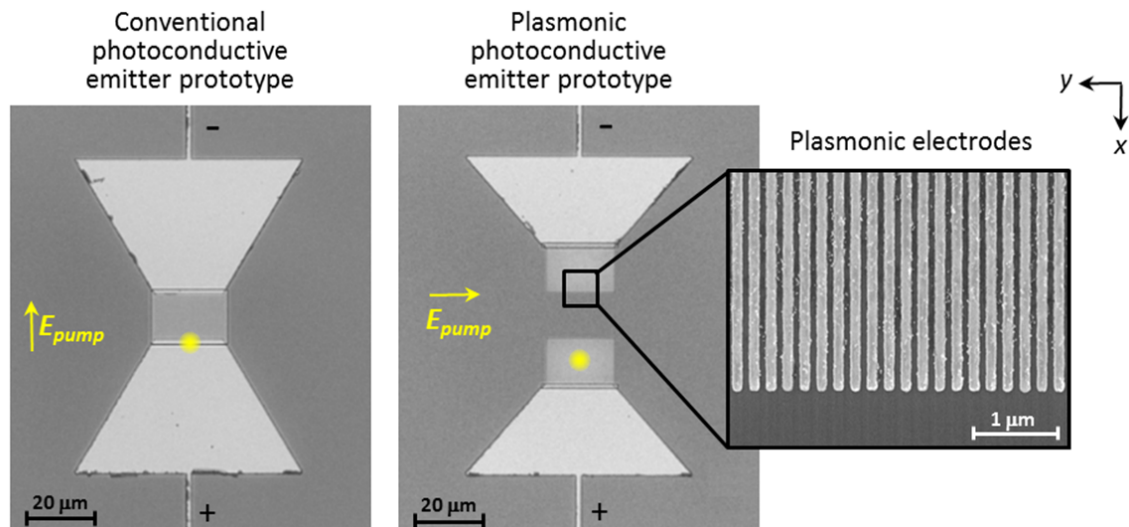 Conventional
photoconductive
emitter prototype
Plasmonic
photoconductive
emitter prototype
y
x
Plasmonic electrodes
-
-
E_pump
E_pump
1 μm
20 μm
+
20 μm
+